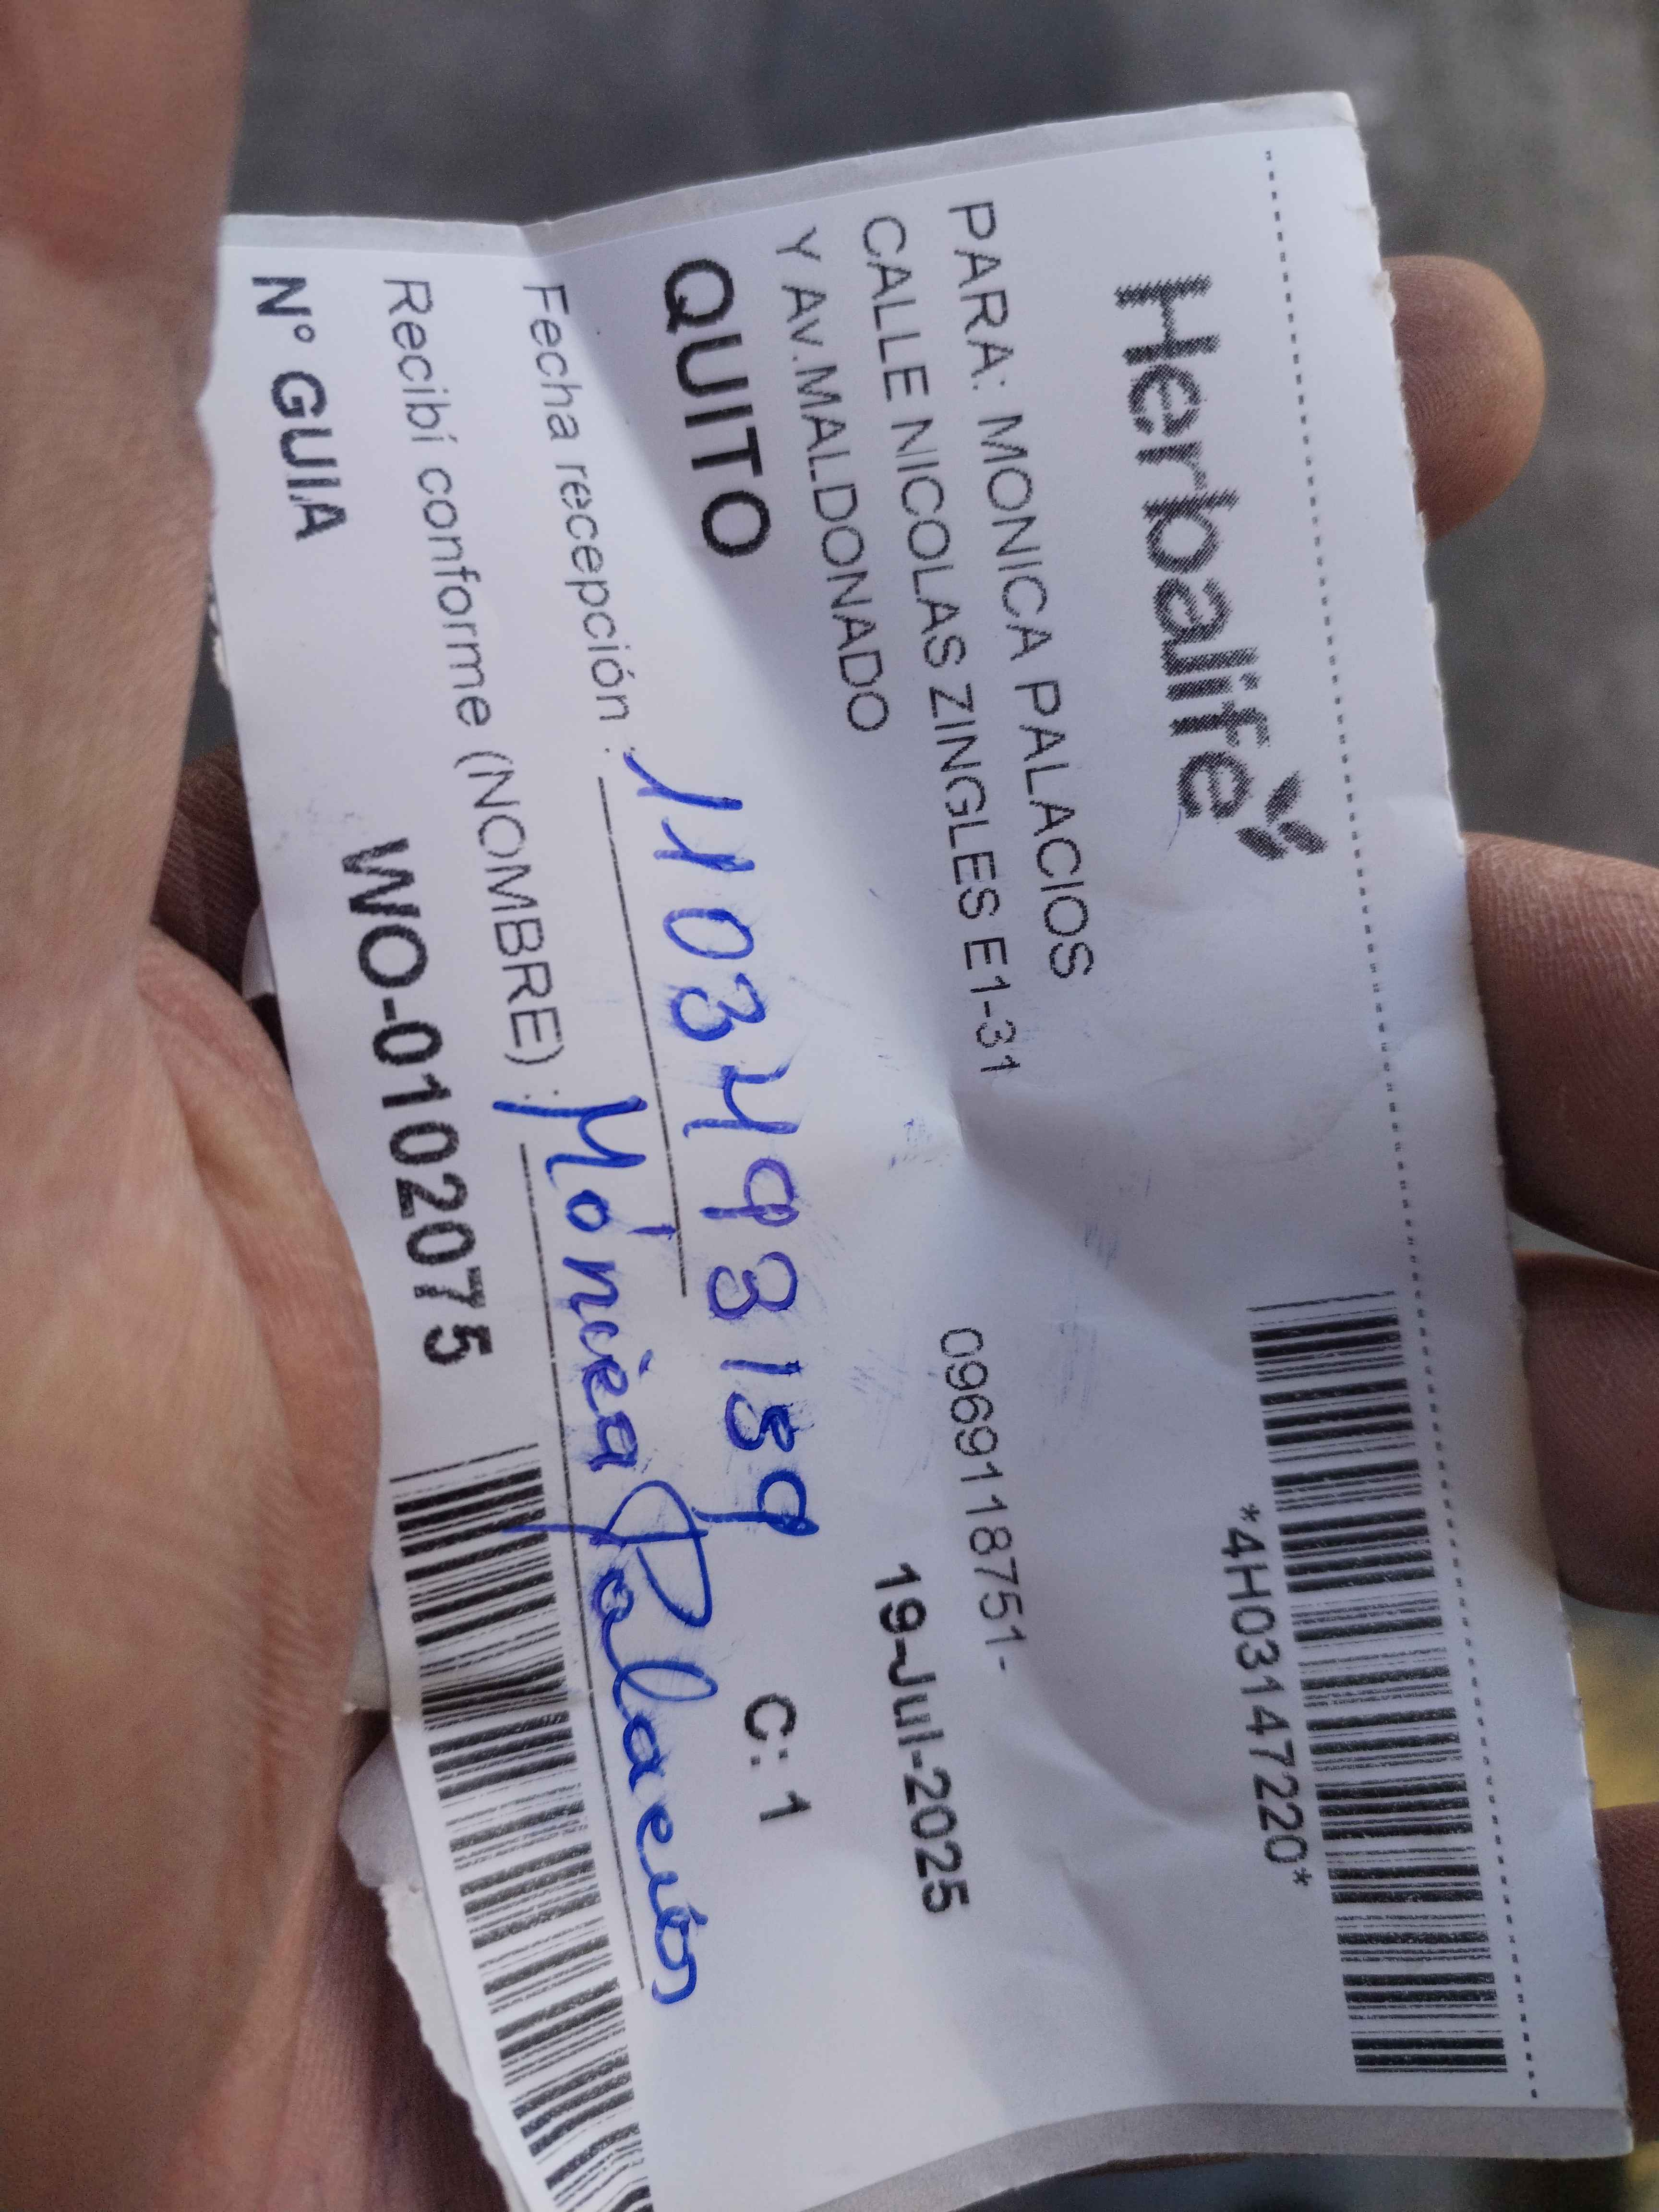 Herbalife
*4H03147220*
PARA: MONICA PALACIOS
CALLE NICOLAS ZINGLES E1-31 0969118751-
Y AV.MALDONADO 19-Jul-2025
QUITO C: 1
Fecha recepción : 1103493159
Recibí conforme (NOMBRE) : Mónica Palacios
N° GUIA WO-0102075